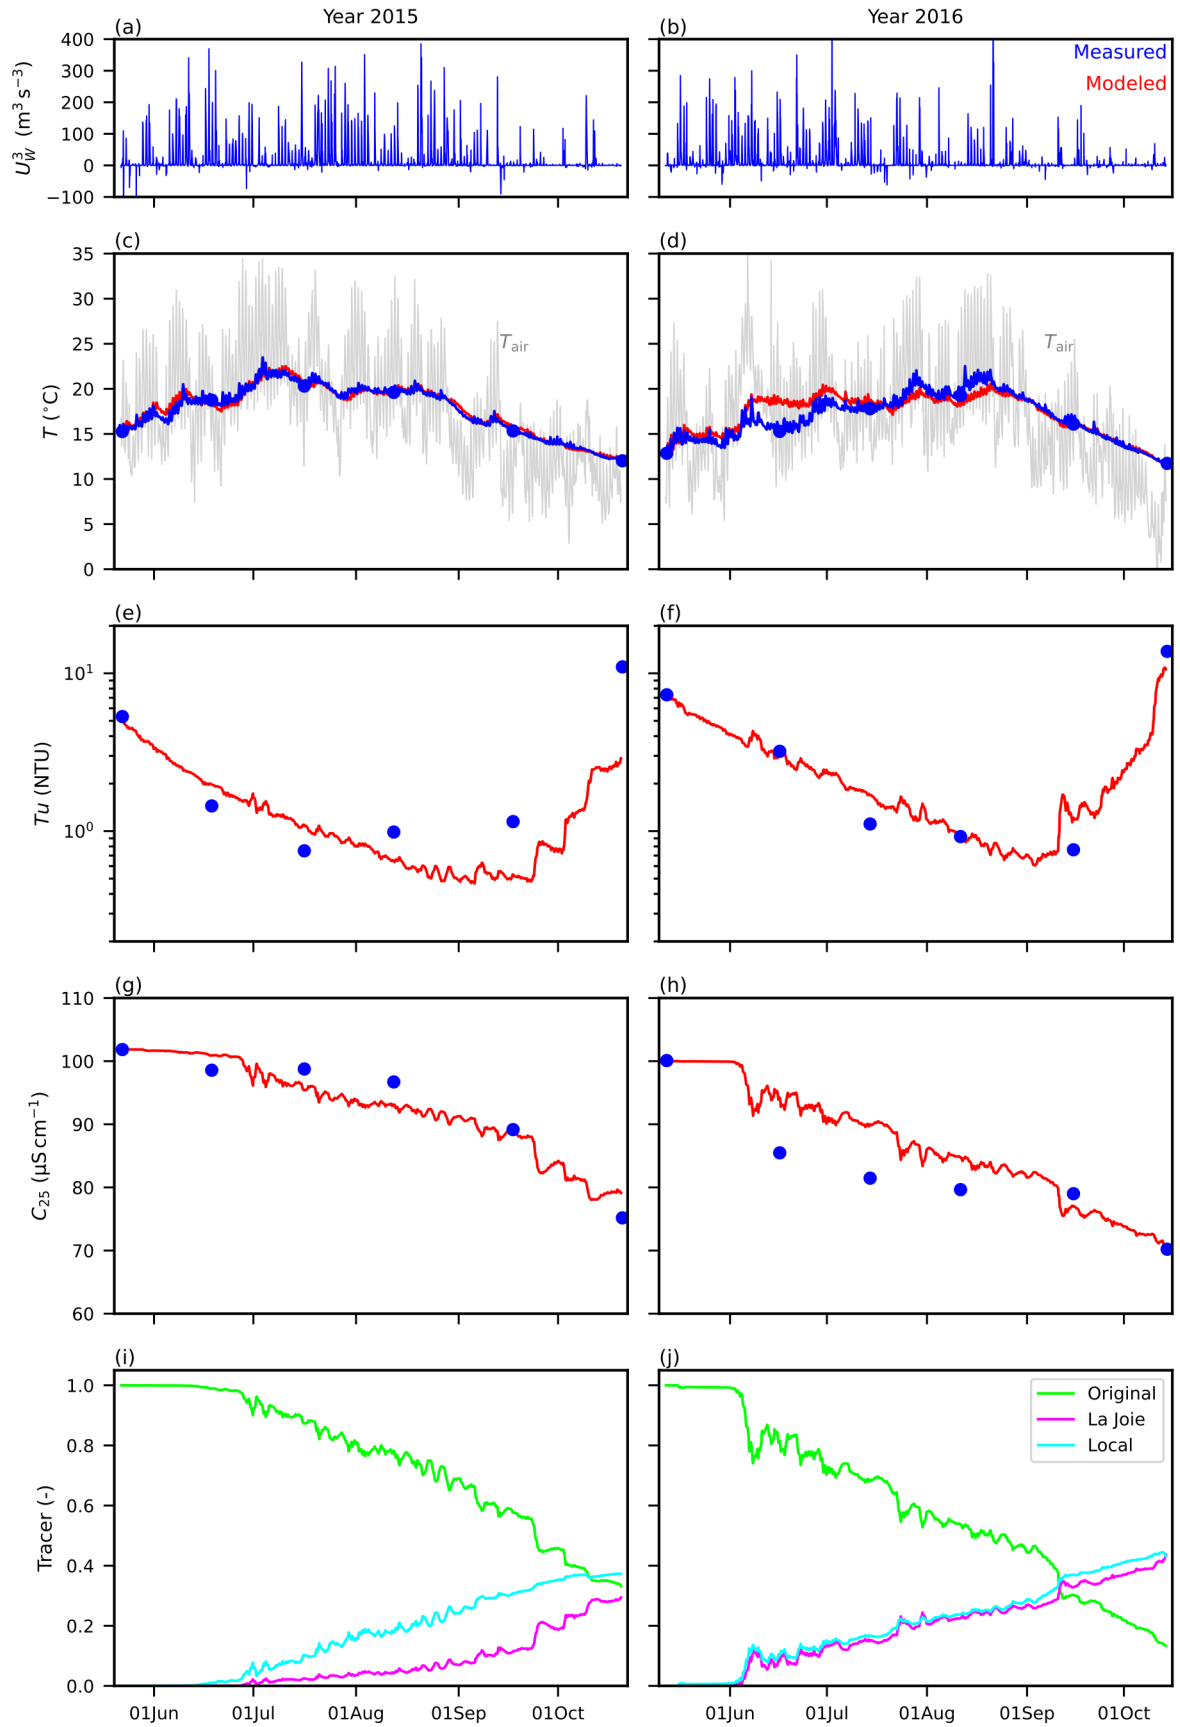 Year 2015
Year 2016
(a)
(b)
U_W^3 (m^3 s^−3)
400
300
200
100
0
−100
Measured
Modeled
(c)
(d)
T (°C)
35
30
25
20
15
10
5
0
T_air
T_air
(e)
(f)
Tu (NTU)
10^1
10^0
(g)
(h)
C_25 (μS cm^−1)
110
100
90
80
70
60
(i)
(j)
Tracer (-)
1.0
0.8
0.6
0.4
0.2
0.0
Original
La Joie
Local
01Jun 01Jul 01Aug 01Sep 01Oct
01Jun 01Jul 01Aug 01Sep 01Oct